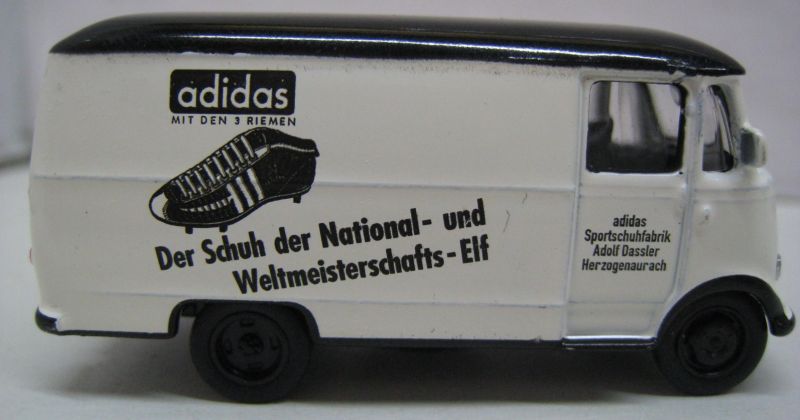 adidas
MIT DEN 3 RIEMEN
Der Schuh der National- und
Weltmeisterschafts-Elf
adidas
Sportschuhfabrik
Adolf Dassler
Herzogenaurach